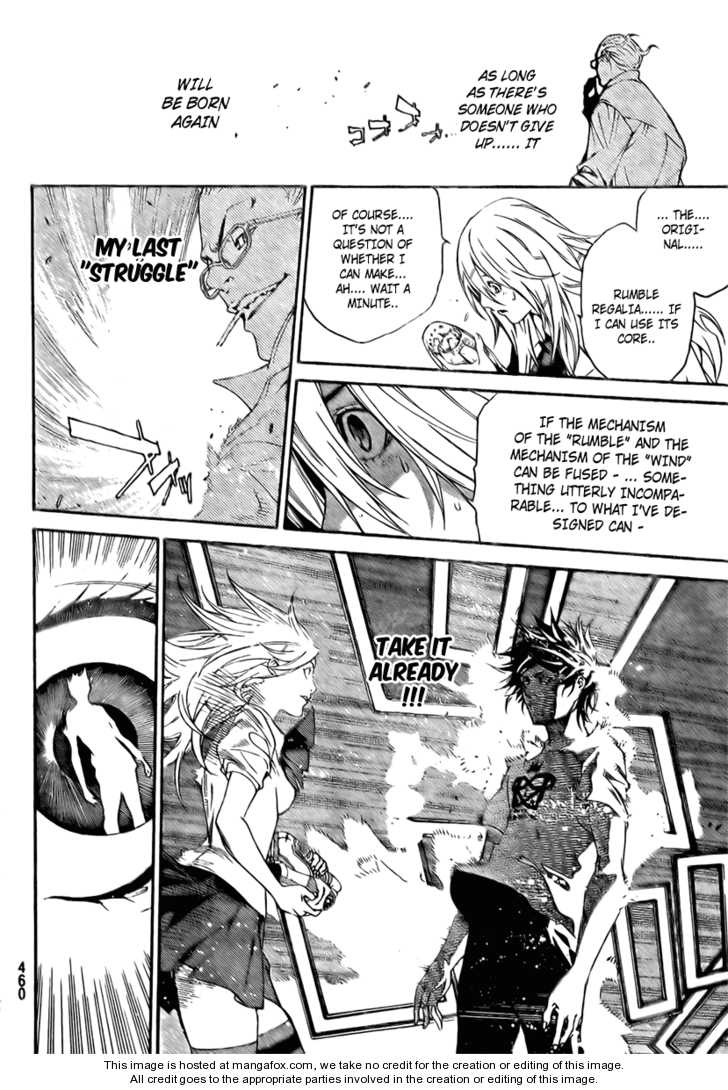 AS LONG
AS THERE'S
SOMEONE WHO
DOESN'T GIVE
UP...... IT
WILL
BE BORN
AGAIN
コココ
... THE....
ORIGI-
NAL.....
RUMBLE
REGALIA...... IF
I CAN USE ITS
CORE..
OF COURSE....
IT'S NOT A
QUESTION OF
WHETHER I
CAN MAKE...
AH.... WAIT A
MINUTE..
MY LAST
"STRUGGLE"
IF THE MECHANISM
OF THE "RUMBLE" AND THE
MECHANISM OF THE "WIND"
CAN BE FUSED - ... SOME-
THING UTTERLY INCOMPA-
RABLE... TO WHAT I'VE DE-
SIGNED CAN -
TAKE IT
ALREADY
!!!
460
This image is hosted at mangafox.com, we take no credit for the creation or editing of this image.
All credit goes to the appropriate parties involved in the creation or editing of this image.